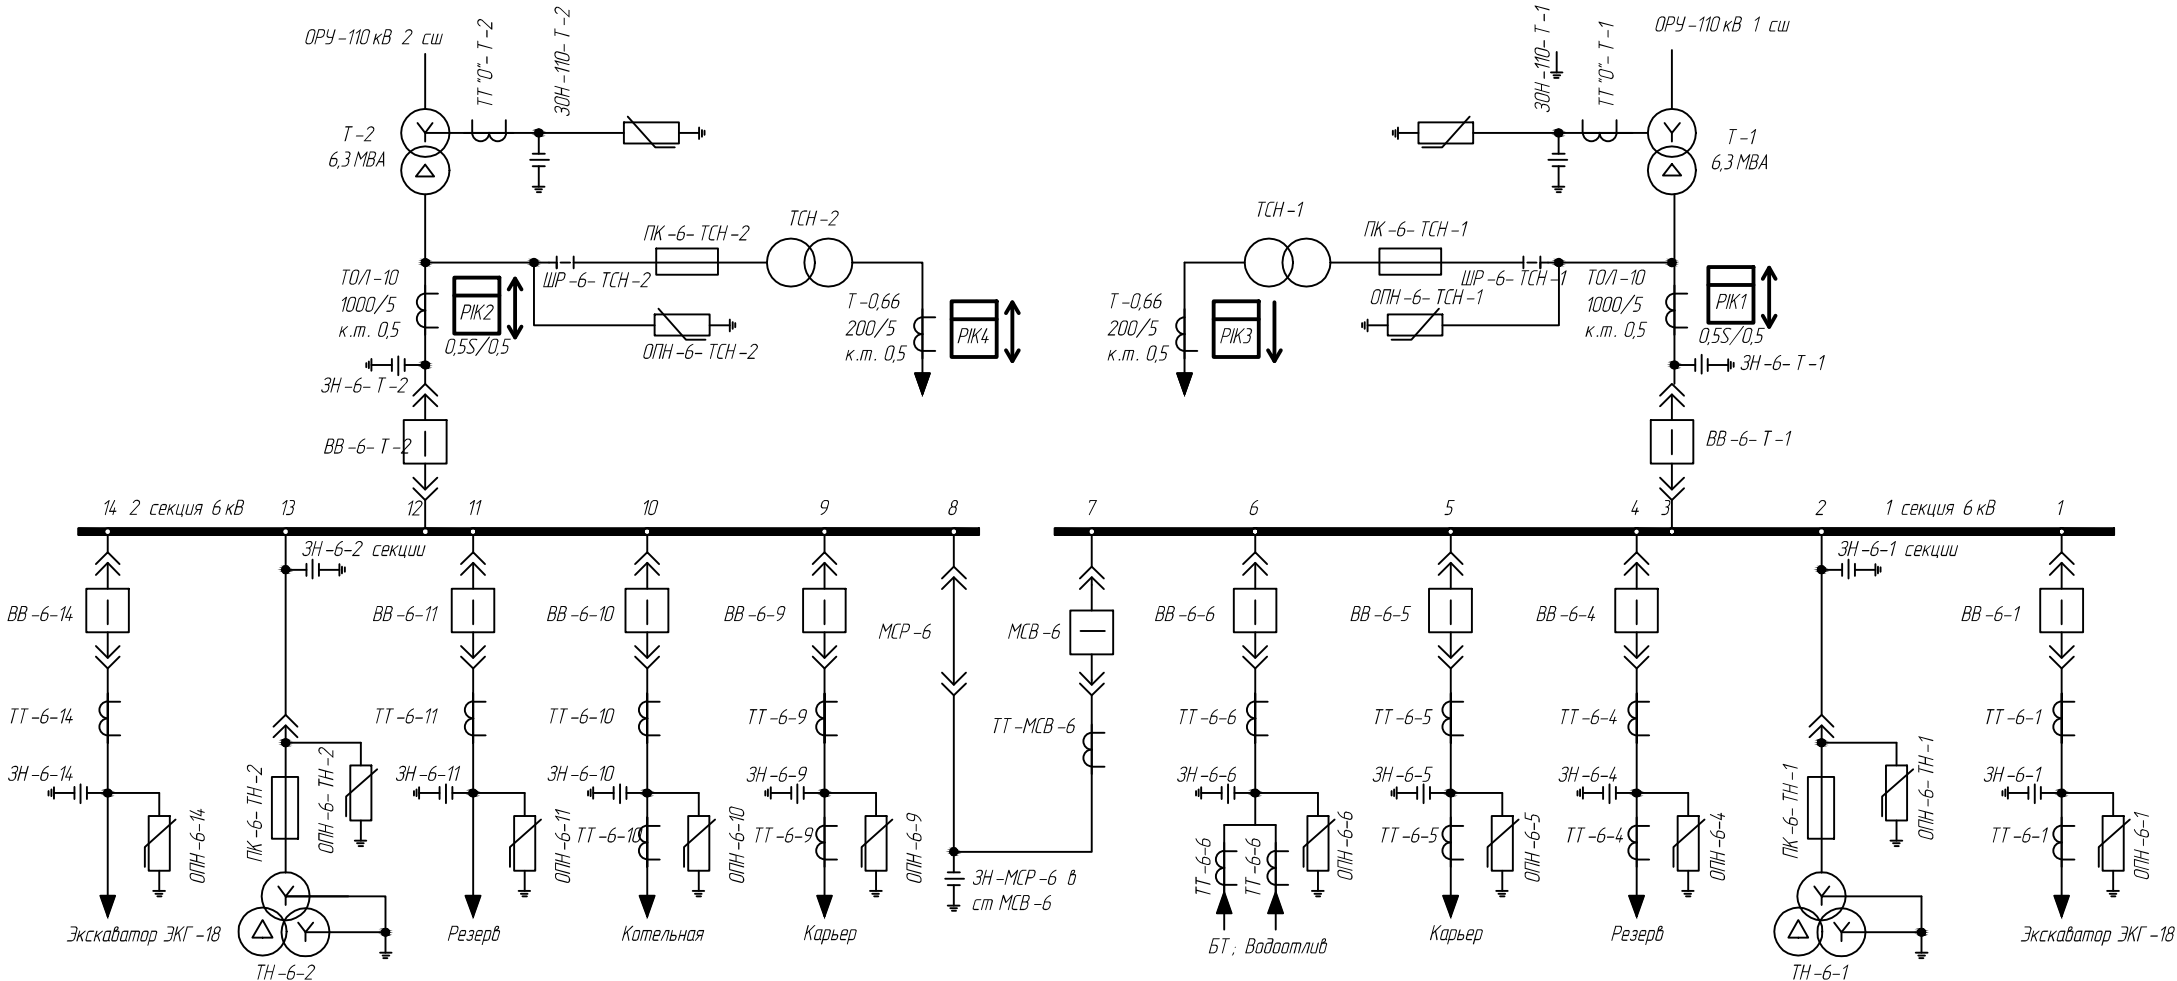 ОРУ-110 кВ 2 сш
ТТ "0"-Т-2
ЗОН-110-Т-2
ЗОН-110-Т-1
ТТ "0"-Т-1
ОРУ-110 кВ 1 сш
Т-2
6,3 МВА
Т-1
6,3 МВА
ТСН-2
ПК-6-ТСН-2
ШР-6-ТСН-2
ОПН-6-ТСН-2
ТОЛ-10
1000/5
к.т. 0,5
PIK2
0,5S/0,5
Т-0,66
200/5
к.т. 0,5
PIK4
ТСН-1
ПК-6-ТСН-1
ШР-6-ТСН-1
ОПН-6-ТСН-1
Т-0,66
200/5
к.т. 0,5
PIK3
ТОЛ-10
1000/5
к.т. 0,5
PIK1
0,5S/0,5
ЗН-6-Т-2
ЗН-6-Т-1
ВВ-6-Т-2
ВВ-6-Т-1
14 2 секция 6 кВ 13 12 11 10 9 8 7 6 5 4 3 2 1 секция 6 кВ 1
ЗН-6-2 секции
ЗН-6-1 секции
ВВ-6-14
ВВ-6-11
ВВ-6-10
ВВ-6-9
МСР-6
МСВ-6
ВВ-6-6
ВВ-6-5
ВВ-6-4
ВВ-6-1
ТТ-6-14
ТТ-6-11
ТТ-6-10
ТТ-6-9
ТТ-МСВ-6
ТТ-6-6
ТТ-6-5
ТТ-6-4
ТТ-6-1
ЗН-6-14
ЗН-6-11
ЗН-6-10
ЗН-6-9
ЗН-6-6
ЗН-6-5
ЗН-6-4
ЗН-6-1
ОПН-6-14
ПК-6-ТН-2
ОПН-6-ТН-2
ОПН-6-11
ТТ-6-10
ОПН-6-10
ТТ-6-9
ОПН-6-9
ЗН-МСР-6 в
ст МСВ-6
ТТ-6-6
ТТ-6-6
ОПН-6-6
ТТ-6-5
ОПН-6-5
ТТ-6-4
ОПН-6-4
ПК-6-ТН-1
ОПН-6-ТН-1
ТТ-6-1
ОПН-6-1
Экскаватор ЭКГ-18
ТН-6-2
Резерв
Котельная
Карьер
БТ ; Водоотлив
Карьер
Резерв
ТН-6-1
Экскаватор ЭКГ-18